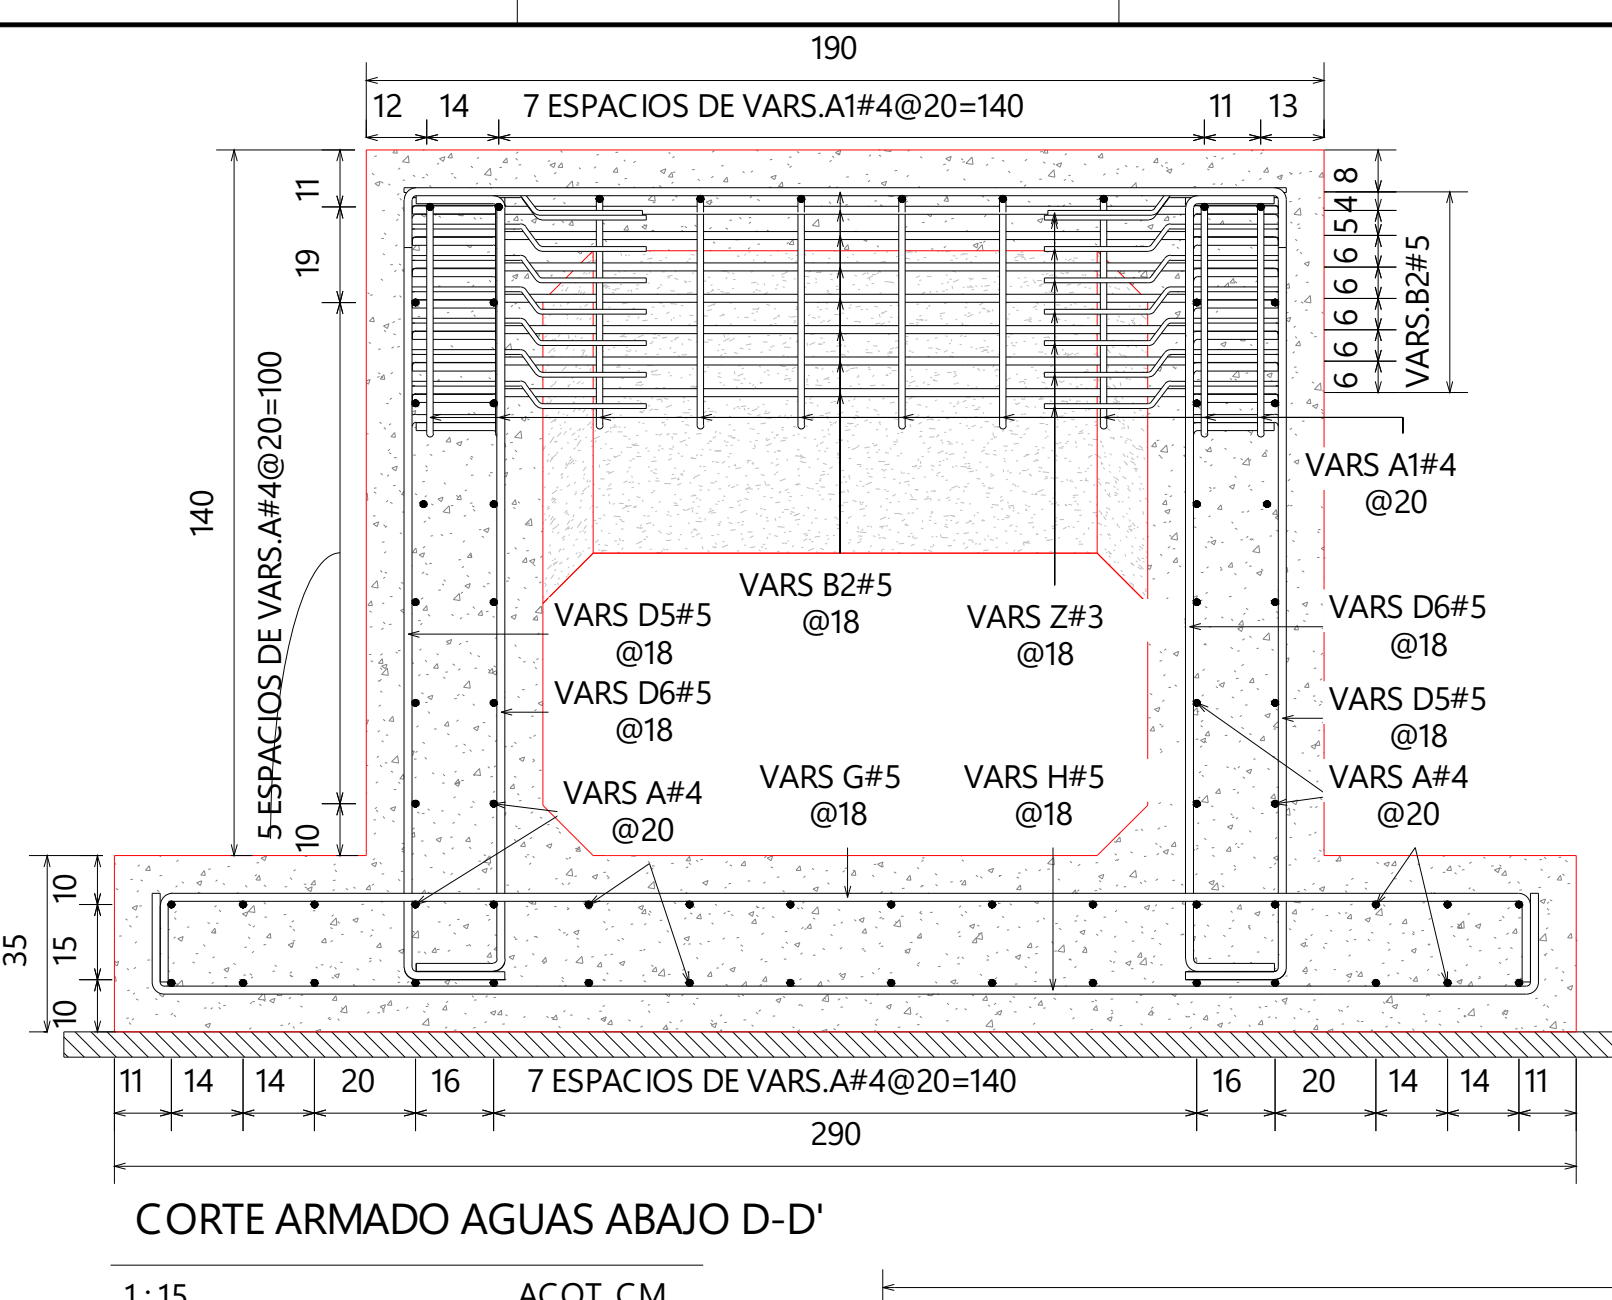 190
12 14 7 ESPACIOS DE VARS.A1#4@20=140 11 13
11
19
5 ESPACIOS DE VARS.A#4@20=100
10
140
8
4
5
6
6
6
6
6
VARS.B2#5
VARS A1#4
@20
VARS B2#5
@18
VARS Z#3
@18
VARS D5#5
@18
VARS D6#5
@18
VARS D6#5
@18
VARS D5#5
@18
VARS A#4
@20
VARS G#5
@18
VARS H#5
@18
VARS A#4
@20
35
10
15
10
11 14 14 20 16 7 ESPACIOS DE VARS.A#4@20=140 16 20 14 14 11
290
CORTE ARMADO AGUAS ABAJO D-D'
1 : 15 ACOT. CM